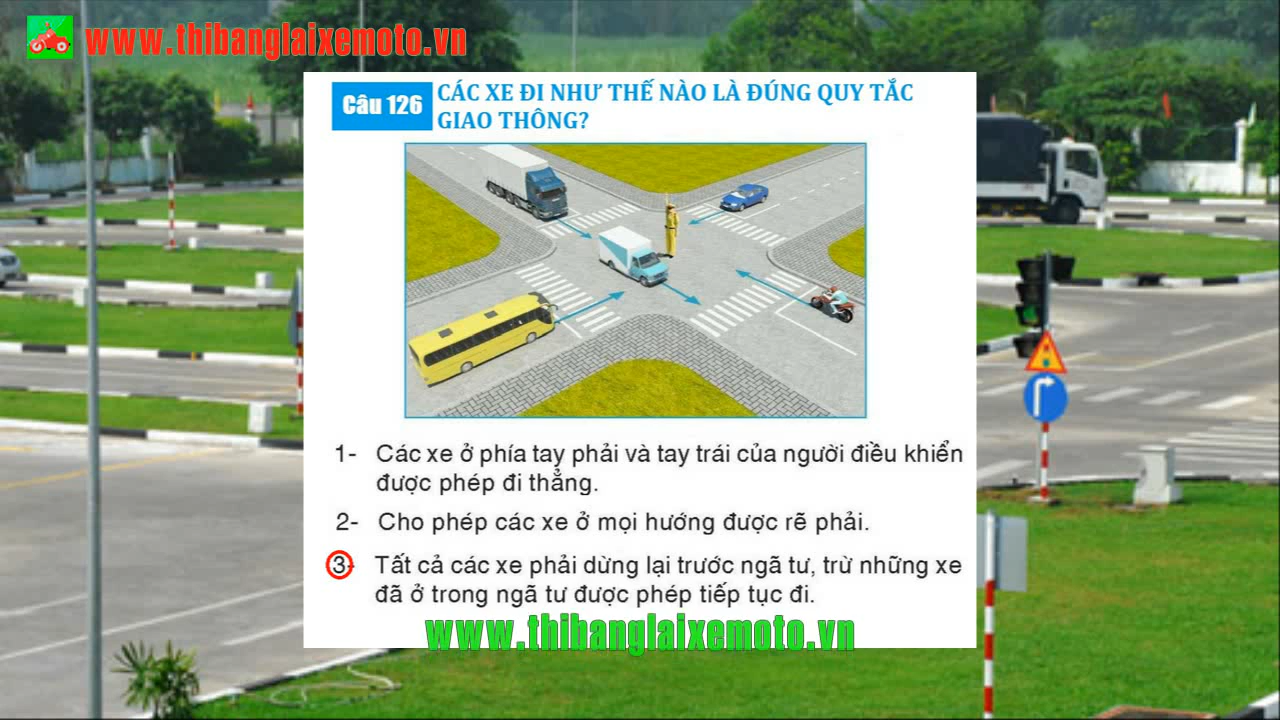 www.thibanglaixemoto.vn
Câu 126 CÁC XE ĐI NHƯ THẾ NÀO LÀ ĐÚNG QUY TẮC
GIAO THÔNG?
1- Các xe ở phía tay phải và tay trái của người điều khiển
được phép đi thẳng.
2- Cho phép các xe ở mọi hướng được rẽ phải.
3- Tất cả các xe phải dừng lại trước ngã tư, trừ những xe
đã ở trong ngã tư được phép tiếp tục đi.
www.thibanglaixemoto.vn